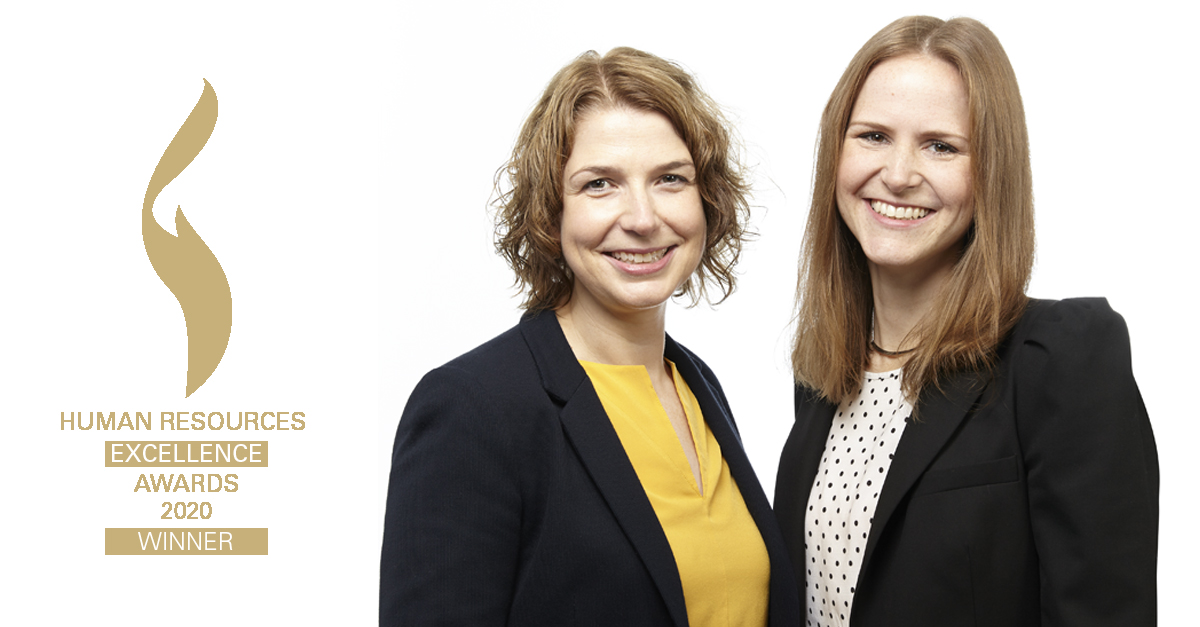 HUMAN RESOURCES
EXCELLENCE
AWARDS
2020
WINNER